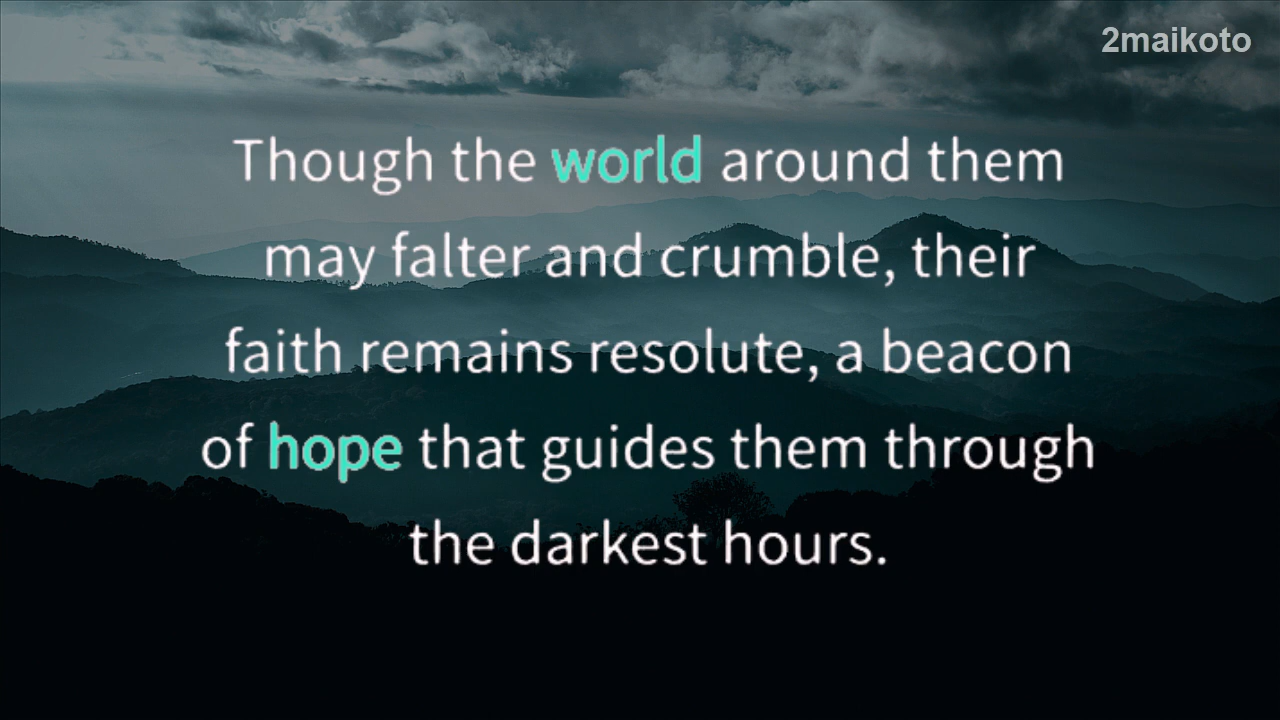 2maikoto
Though the world around them
may falter and crumble, their
faith remains resolute, a beacon
of hope that guides them through
the darkest hours.